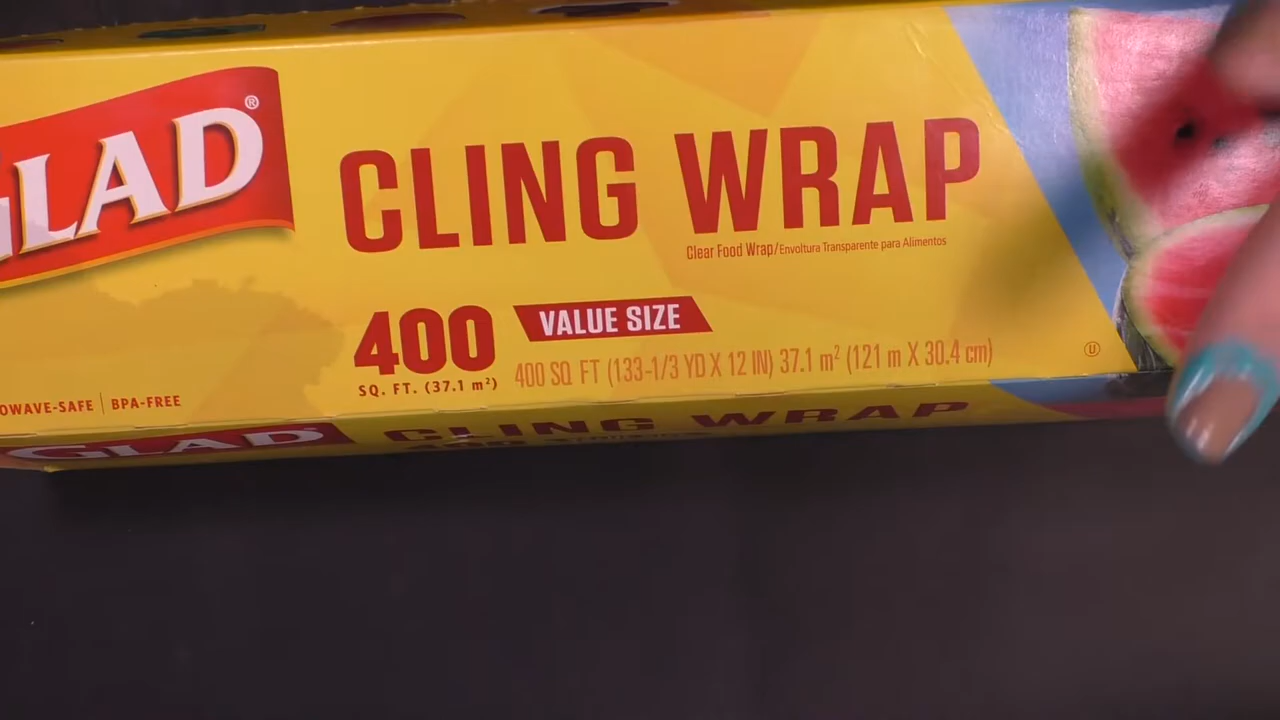 GLAD®
CLING WRAP
Clear Food Wrap/Envoltura Transparente para Alimentos
400
SQ. FT. (37.1 m²)
VALUE SIZE
400 SQ FT (133-1/3 YD X 12 IN) 37.1 m² (121 m X 30.4 cm)
U
OWAVE-SAFE | BPA-FREE
GLAD CLING WRAP